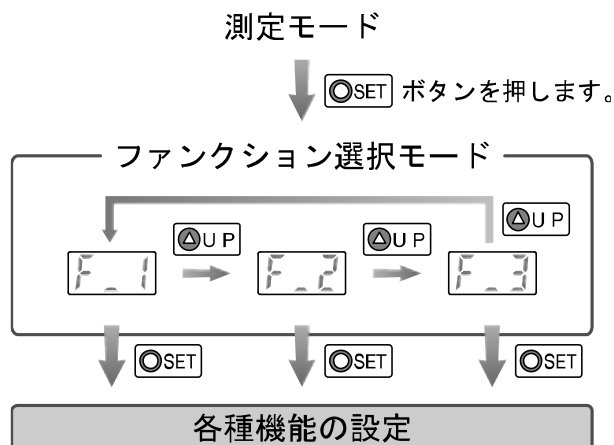 測定モード
SET ボタンを押します。
ファンクション選択モード
UP
UP UP
F_1 F_2 F_3
SET SET SET
各種機能の設定